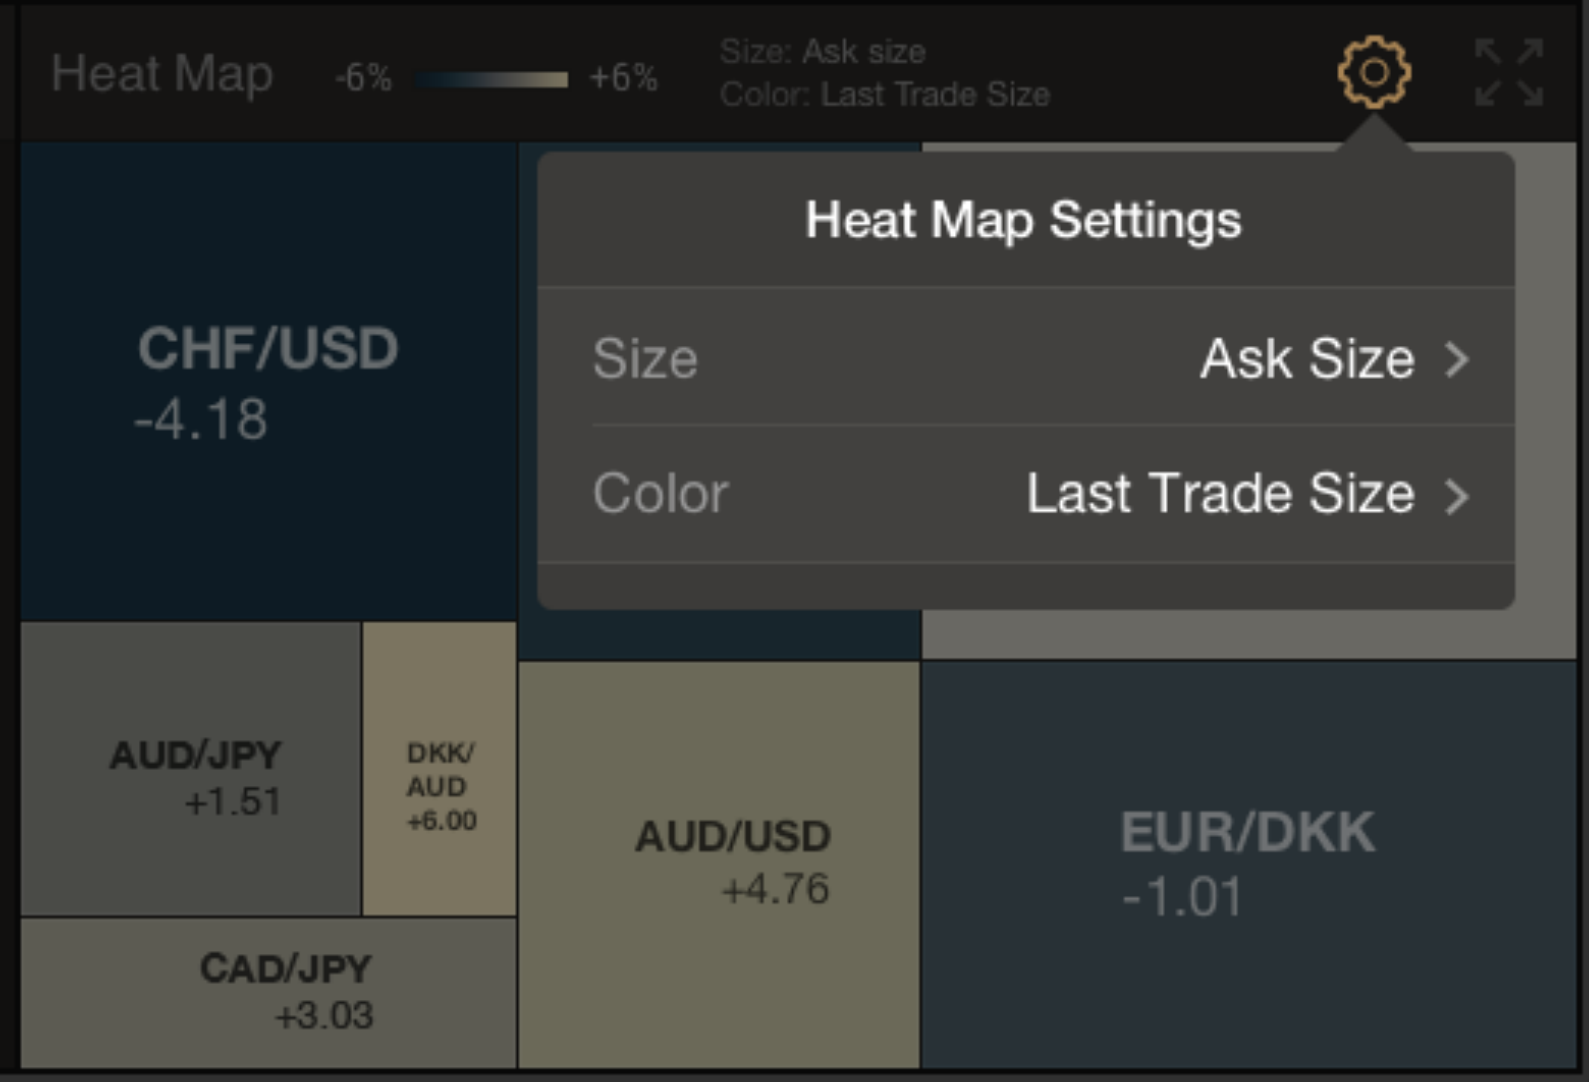 Heat Map
-6%
+6%
Size: Ask size
Color: Last Trade Size
Heat Map Settings
Size
Ask Size
Color
Last Trade Size
CHF/USD
-4.18
AUD/JPY
+1.51
DKK/
AUD
+6.00
CAD/JPY
+3.03
AUD/USD
+4.76
EUR/DKK
-1.01